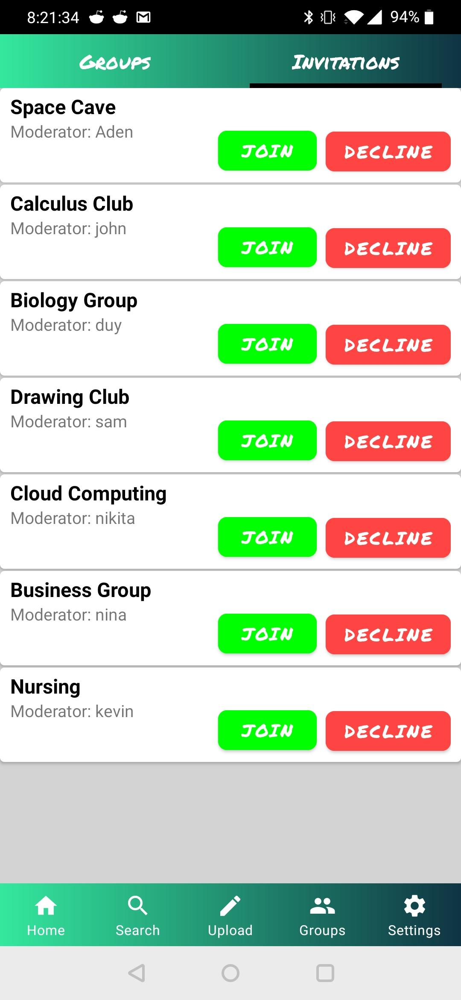 8:21:34 94%
Groups Invitations
Space Cave
Moderator: Aden
JOIN DECLINE
Calculus Club
Moderator: john
JOIN DECLINE
Biology Group
Moderator: duy
JOIN DECLINE
Drawing Club
Moderator: sam
JOIN DECLINE
Cloud Computing
Moderator: nikita
JOIN DECLINE
Business Group
Moderator: nina
JOIN DECLINE
Nursing
Moderator: kevin
JOIN DECLINE
Home Search Upload Groups Settings